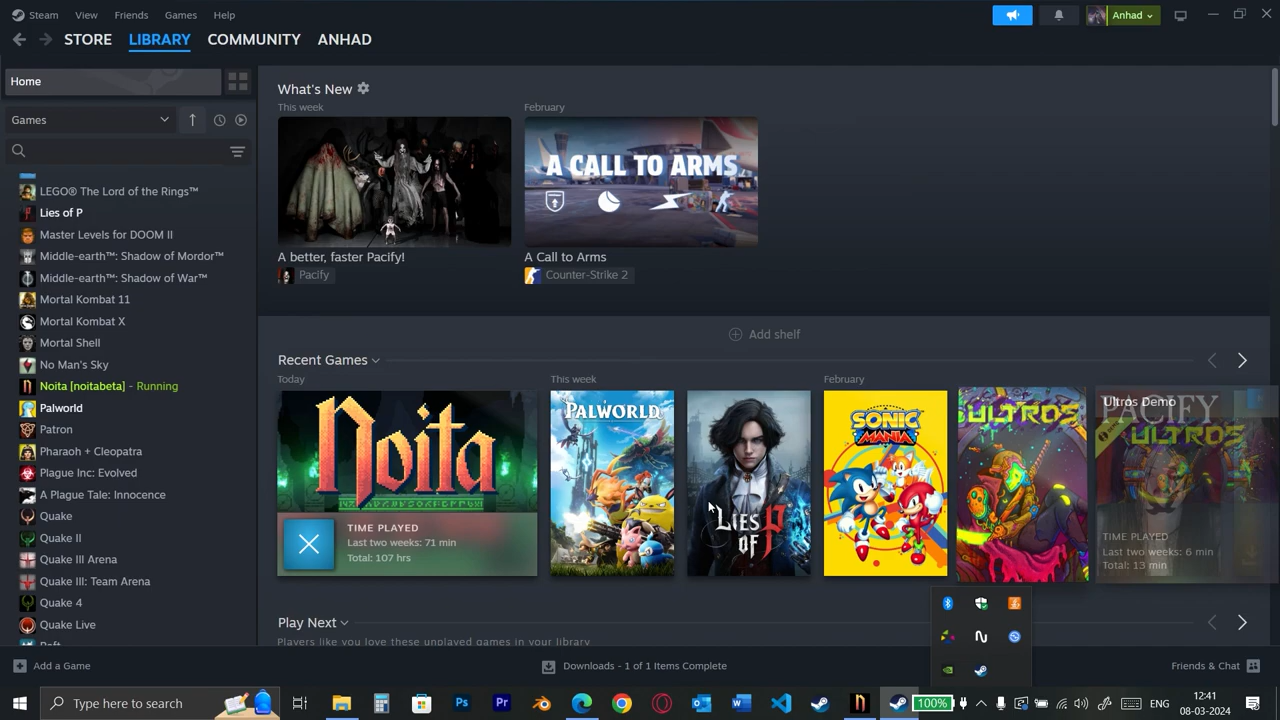 Steam View Friends Games Help
Anhad
STORE LIBRARY COMMUNITY ANHAD
Home
Games
LEGO® The Lord of the Rings™
Lies of P
Master Levels for DOOM II
Middle-earth™: Shadow of Mordor™
Middle-earth™: Shadow of War™
Mortal Kombat 11
Mortal Kombat X
Mortal Shell
No Man's Sky
Noita [noitabeta] - Running
Palworld
Patron
Pharaoh + Cleopatra
Plague Inc: Evolved
A Plague Tale: Innocence
Quake
Quake II
Quake III Arena
Quake III: Team Arena
Quake 4
Quake Live
What's New
This week
February
A CALL TO ARMS
A better, faster Pacify!
Pacify
A Call to Arms
Counter-Strike 2
Add shelf
Recent Games
Today
This week
February
Noita
TIME PLAYED
Last two weeks: 71 min
Total: 107 hrs
PALWORLD
LIES OF P
SONIC MANIA
ULTROS
Ultros Demo
PACIFY
ULTROS
TIME PLAYED
Last two weeks: 6 min
Total: 13 min
Play Next
Players like you love these unplayed games in your library
Add a Game
Downloads - 1 of 1 Items Complete
Friends & Chat
Type here to search
Ps
Pr
100%
ENG
12:41
08-03-2024